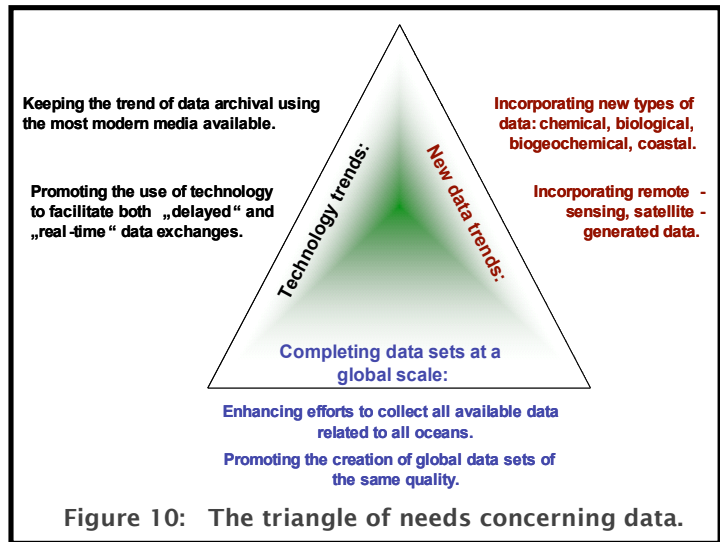 Keeping the trend of data archival using
the most modern media available.
Promoting the use of technology
to facilitate both „delayed“ and
„real -time“ data exchanges.
Technology trends:
New data trends:
Incorporating new types of
data: chemical, biological,
biogeochemical, coastal.
Incorporating remote -
sensing, satellite -
generated data.
Completing data sets at a
global scale:
Enhancing efforts to collect all available data
related to all oceans.
Promoting the creation of global data sets of
the same quality.
Figure 10: The triangle of needs concerning data.